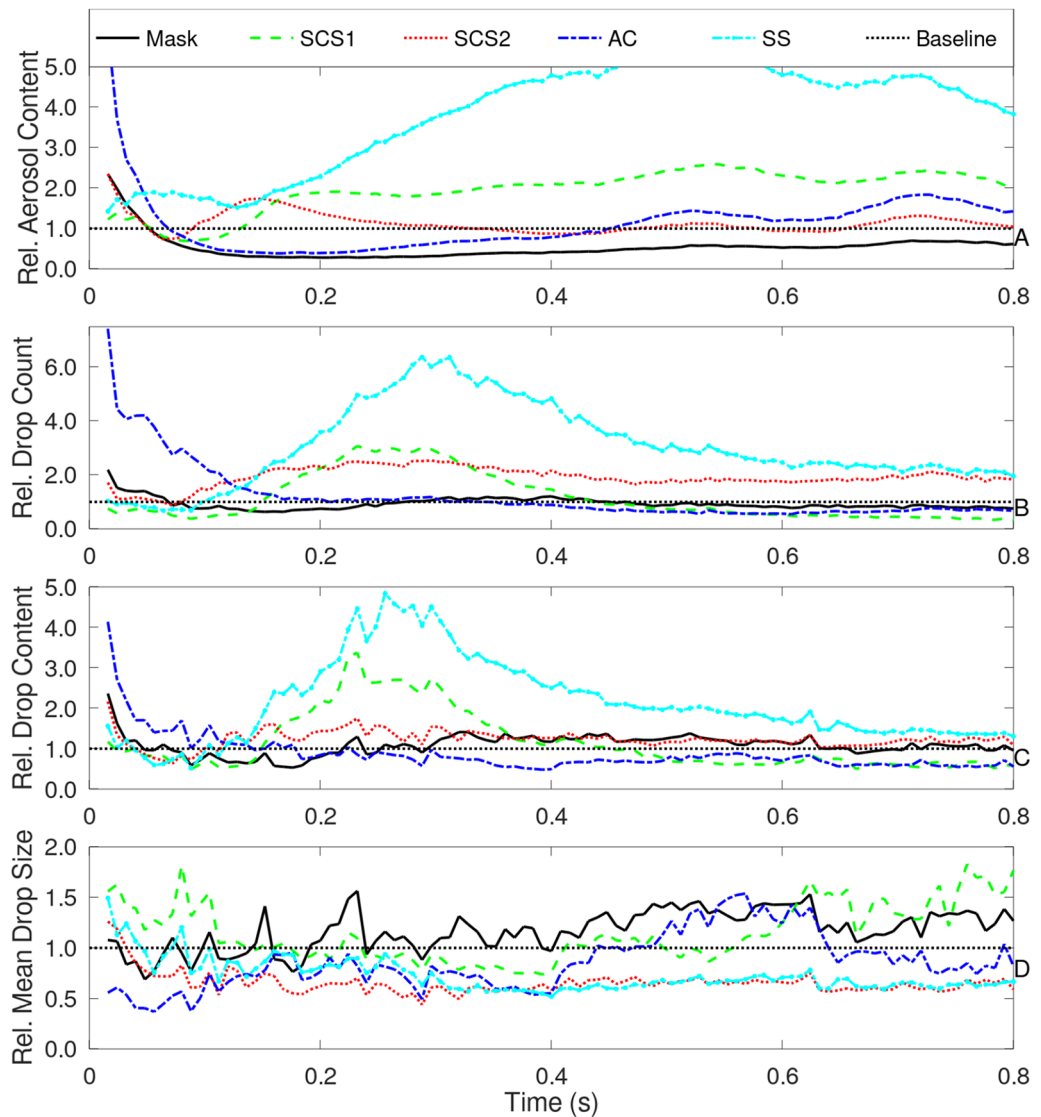 Mask SCS1 SCS2 AC SS Baseline
Rel. Aerosol Content
5.0
4.0
3.0
2.0
1.0
0.0
A
0 0.2 0.4 0.6 0.8
Rel. Drop Count
6.0
4.0
2.0
0.0
B
0 0.2 0.4 0.6 0.8
Rel. Drop Content
5.0
4.0
3.0
2.0
1.0
0.0
C
0 0.2 0.4 0.6 0.8
Rel. Mean Drop Size
2.0
1.5
1.0
0.5
0.0
D
0 0.2 0.4 0.6 0.8
Time (s)